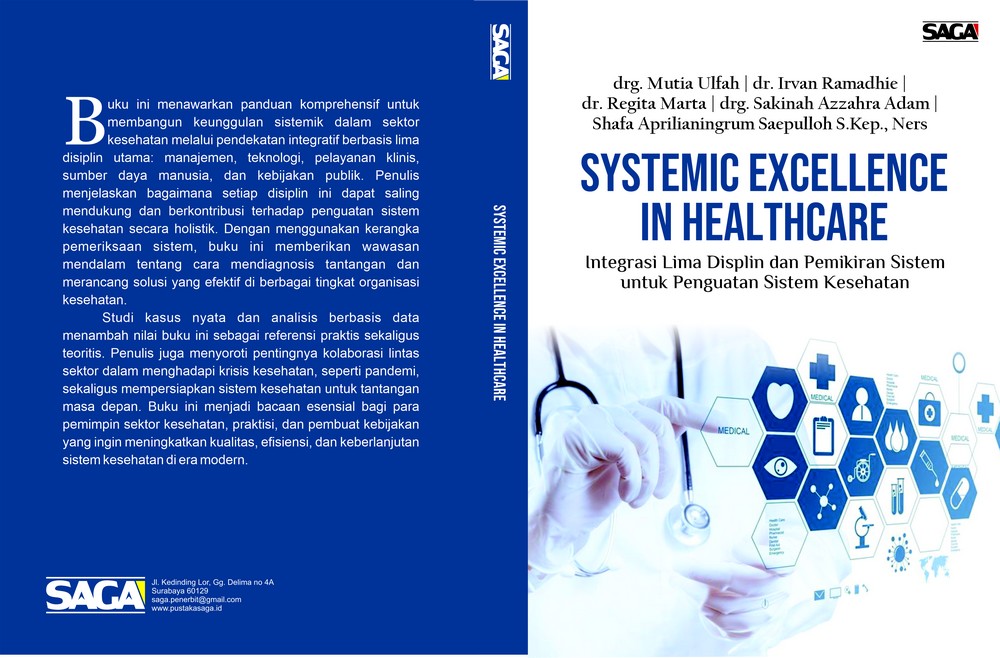 Buku ini menawarkan panduan komprehensif untuk
membangun keunggulan sistemik dalam sektor
kesehatan melalui pendekatan integratif berbasis lima
disiplin utama: manajemen, teknologi, pelayanan klinis,
sumber daya manusia, dan kebijakan publik. Penulis
menjelaskan bagaimana setiap disiplin ini dapat saling
mendukung dan berkontribusi terhadap penguatan sistem
kesehatan secara holistik. Dengan menggunakan kerangka
pemeriksaan sistem, buku ini memberikan wawasan
mendalam tentang cara mendiagnosis tantangan dan
merancang solusi yang efektif di berbagai tingkat organisasi
kesehatan.
Studi kasus nyata dan analisis berbasis data
menambah nilai buku ini sebagai referensi praktis sekaligus
teoritis. Penulis juga menyoroti pentingnya kolaborasi lintas
sektor dalam menghadapi krisis kesehatan, seperti pandemi,
sekaligus mempersiapkan sistem kesehatan untuk tantangan
masa depan. Buku ini menjadi bacaan esensial bagi para
pemimpin sektor kesehatan, praktisi, dan pembuat kebijakan
yang ingin meningkatkan kualitas, efisiensi, dan keberlanjutan
sistem kesehatan di era modern.
SAGA
Jl. Kedinding Lor, Gg. Delima no 4A
Surabaya 60129
saga.penerbit@gmail.com
www.pustakasaga.id
SAGA
SYSTEMIC EXCELLENCE IN HEALTHCARE
SAGA
drg. Mutia Ulfah | dr. Irvan Ramadhie |
dr. Regita Marta | drg. Sakinah Azzahra Adam |
Shafa Aprilianingrum Saepulloh S.Kep., Ners
SYSTEMIC EXCELLENCE
IN HEALTHCARE
Integrasi Lima Displin dan Pemikiran Sistem
untuk Penguatan Sistem Kesehatan
MEDICAL
MEDICAL
MEDICAL
MEDICAL